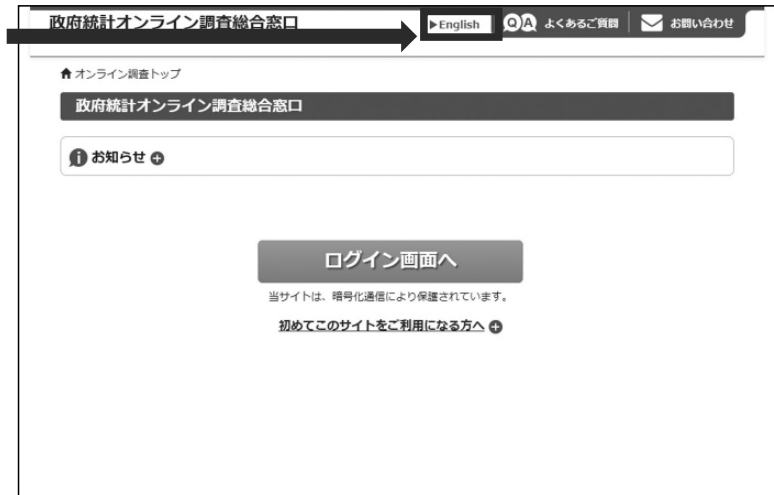 政府統計オンライン調査総合窓口
▶English
QA よくあるご質問
お問い合わせ
オンライン調査トップ
政府統計オンライン調査総合窓口
お知らせ
ログイン画面へ
当サイトは、暗号化通信により保護されています。
初めてこのサイトをご利用になる方へ